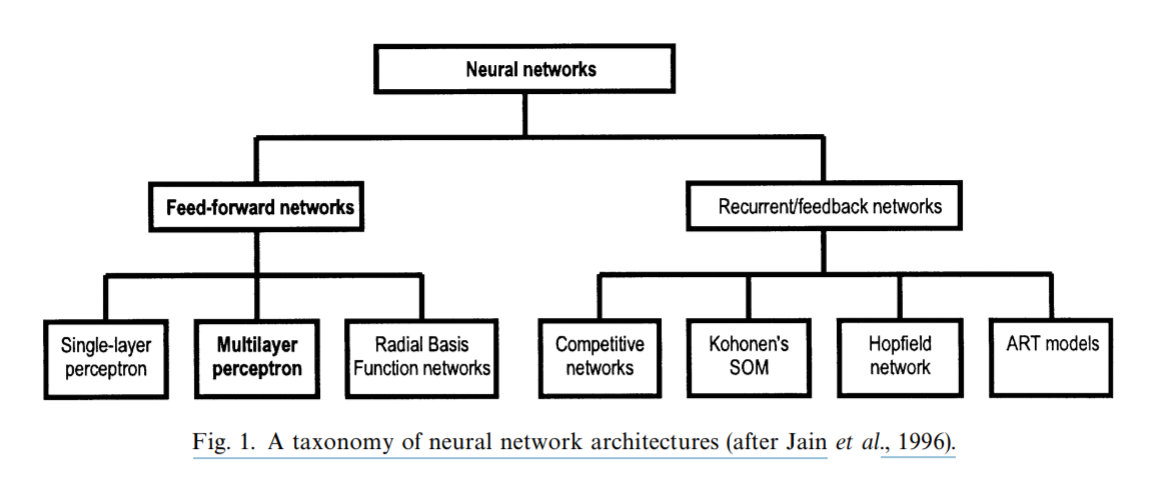 Neural networks
Feed-forward networks
Recurrent/feedback networks
Single-layer
perceptron
Multilayer
perceptron
Radial Basis
Function networks
Competitive
networks
Kohonen's
SOM
Hopfield
network
ART models
Fig. 1. A taxonomy of neural network architectures (after Jain et al., 1996).